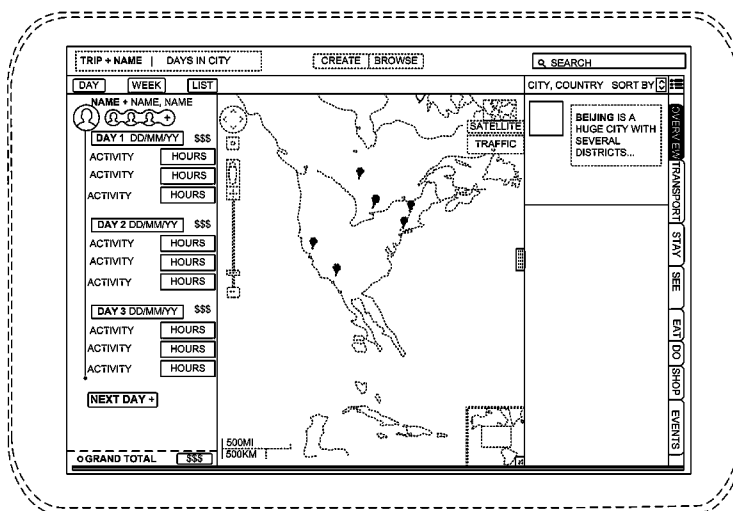 TRIP + NAME | DAYS IN CITY
CREATE BROWSE
SEARCH
DAY WEEK LIST
CITY, COUNTRY SORT BY
NAME + NAME, NAME
+
DAY 1 DD/MM/YY $$$
ACTIVITY HOURS
ACTIVITY HOURS
ACTIVITY HOURS
DAY 2 DD/MM/YY $$$
ACTIVITY HOURS
ACTIVITY HOURS
ACTIVITY HOURS
DAY 3 DD/MM/YY $$$
ACTIVITY HOURS
ACTIVITY HOURS
ACTIVITY HOURS
NEXT DAY +
GRAND TOTAL $$$
SATELLITE
TRAFFIC
500MI
500KM
BEIJING IS A
HUGE CITY WITH
SEVERAL
DISTRICTS...
OVERVIEW
TRANSPORT
STAY
SEE
EAT
DO
SHOP
EVENTS